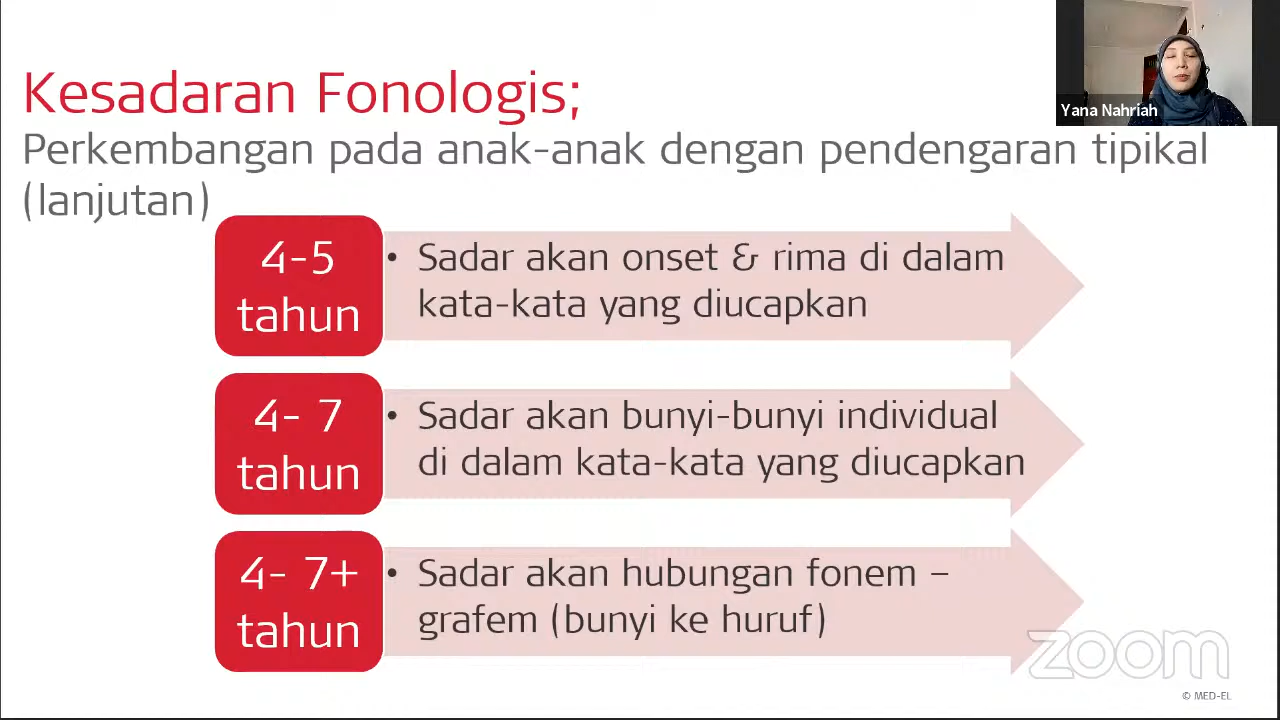 Kesadaran Fonologis;
Perkembangan pada anak-anak dengan pendengaran tipikal
(lanjutan)
4-5
tahun
• Sadar akan onset & rima di dalam
kata-kata yang diucapkan
4- 7
tahun
• Sadar akan bunyi-bunyi individual
di dalam kata-kata yang diucapkan
4- 7+
tahun
• Sadar akan hubungan fonem –
grafem (bunyi ke huruf)
Yana Nahriah
zoom
© MED-EL